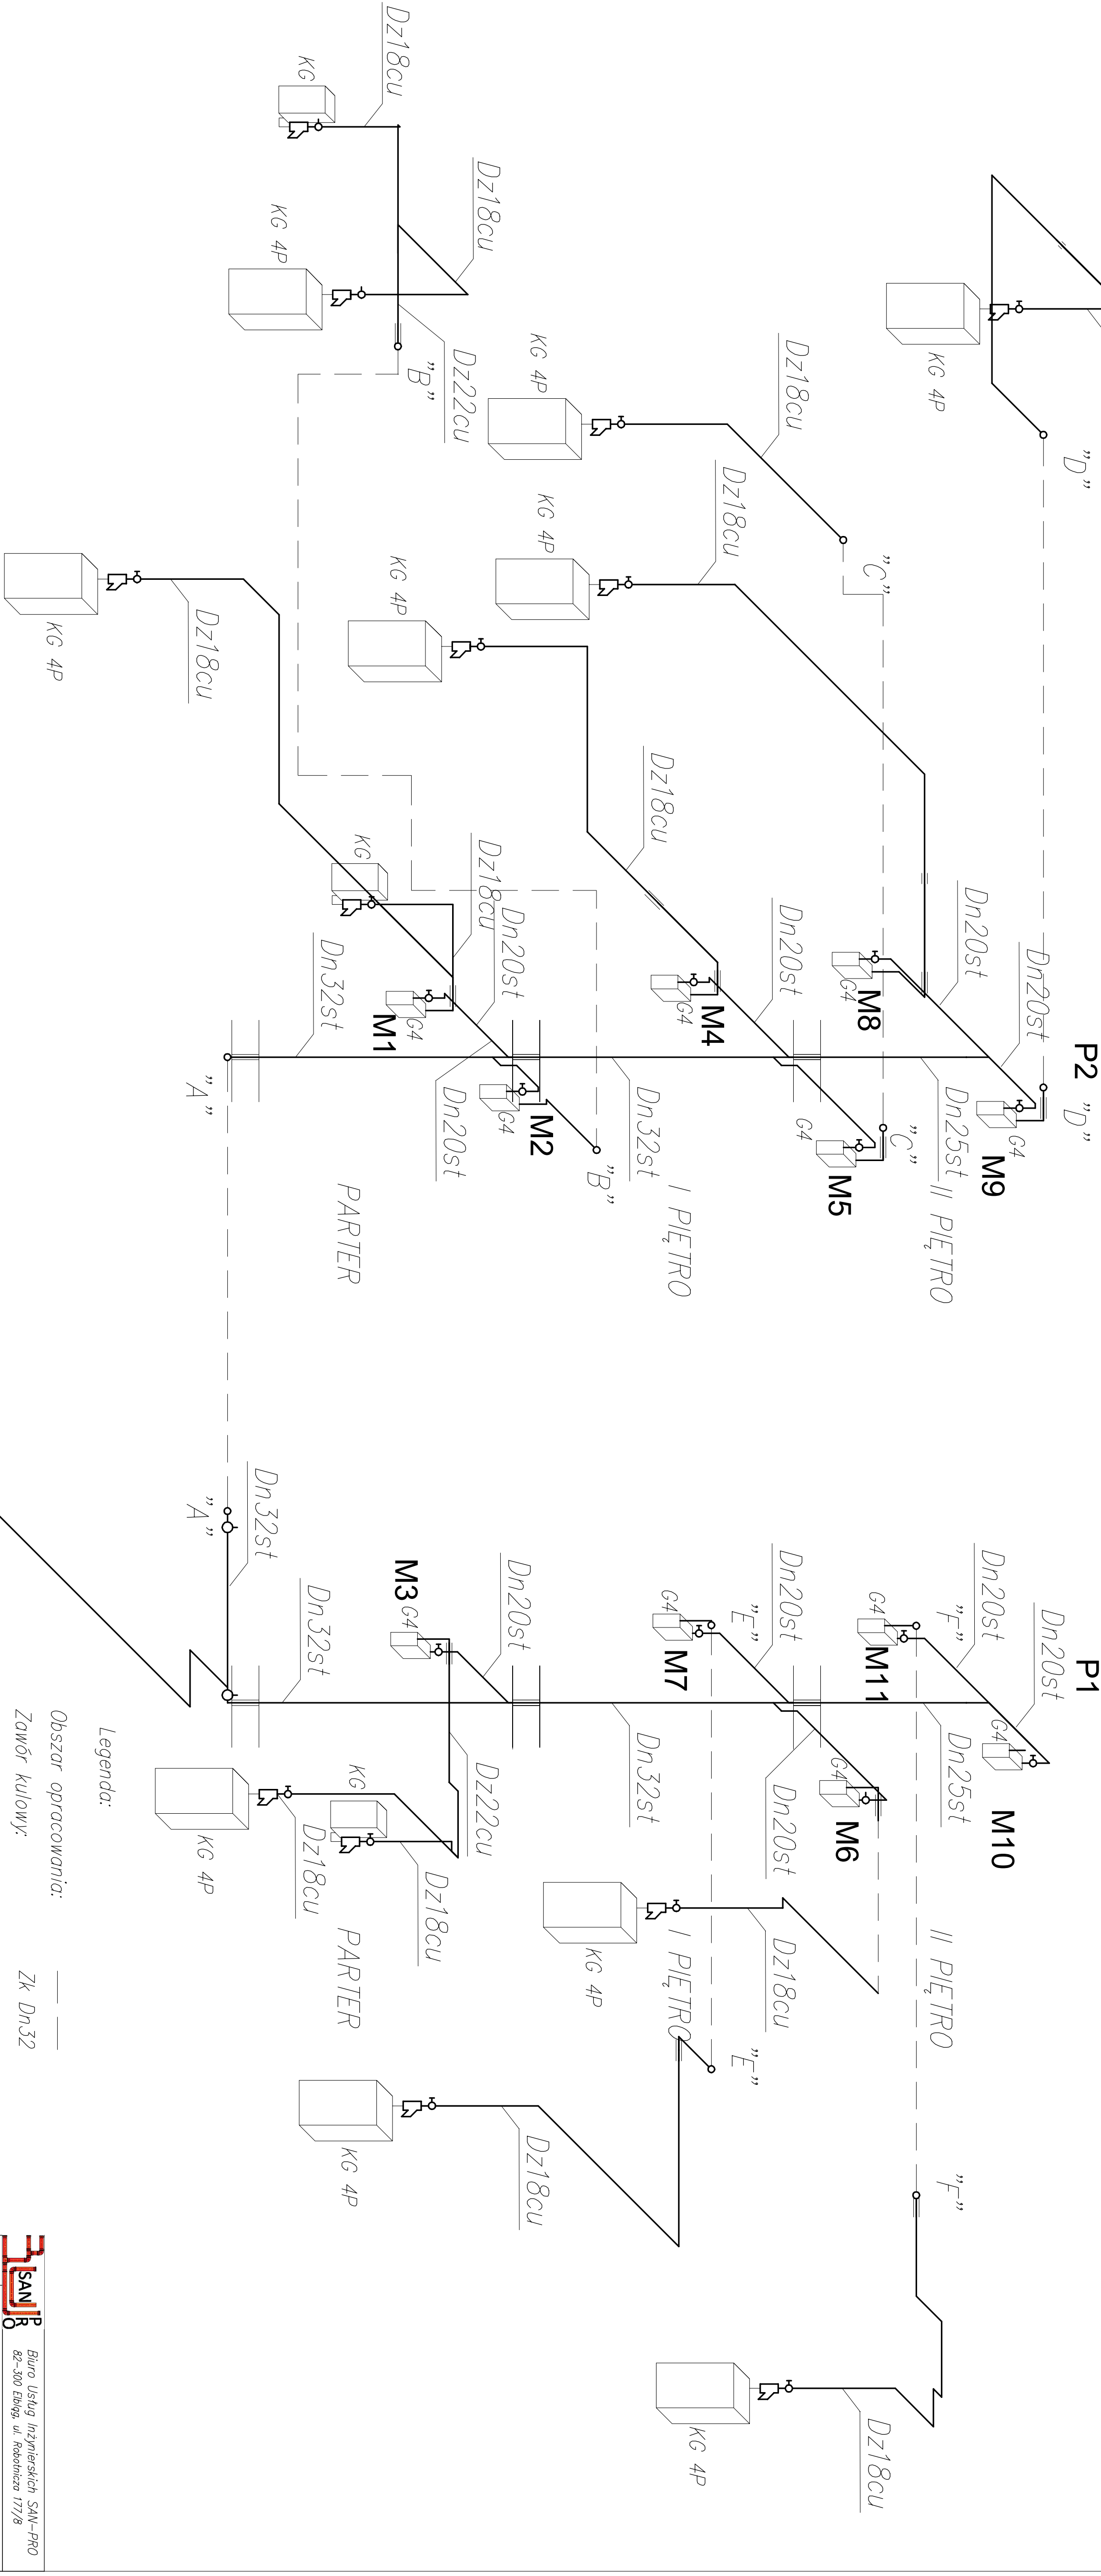 Dz18cu
KG
Dz18cu
KG 4P
Dz22cu
"B"
KG 4P
Dz18cu
KG 4P
"D"
KG 4P
Dz18cu
"C"
KG 4P
Dz18cu
KG 4P
Dz18cu
KG
Dz18cu
Dn20st
Dn32st
Dn20st
Dn20st
Dn20st
G4
M1
G4
M4
G4
M8
P2
"D"
"A"
Dn20st
G4
M2
"B"
Dn32st
G4
M5
"C"
Dn25st
G4
M9
PARTER
I PIĘTRO
II PIĘTRO
"A"
Dn32st
Dn32st
M3
G4
Dn20st
G4
M7
"E"
Dn20st
G4
M11
"F"
Dn20st
Dn20st
P1
G4
M10
Dn32st
Dn20st
G4
M6
Dn25st
KG 4P
Dz18cu
KG
Dz18cu
Dz22cu
PARTER
I PIĘTRO
II PIĘTRO
KG 4P
Dz18cu
"E"
KG 4P
Dz18cu
"F"
KG 4P
Dz18cu
Legenda:
Obszar opracowania:
Zawór kulowy:
Zk Dn32
SAN
PRO
Biuro Usług Inżynierskich SAN-PRO
82-300 Elbląg, ul. Robotnicza 177/8